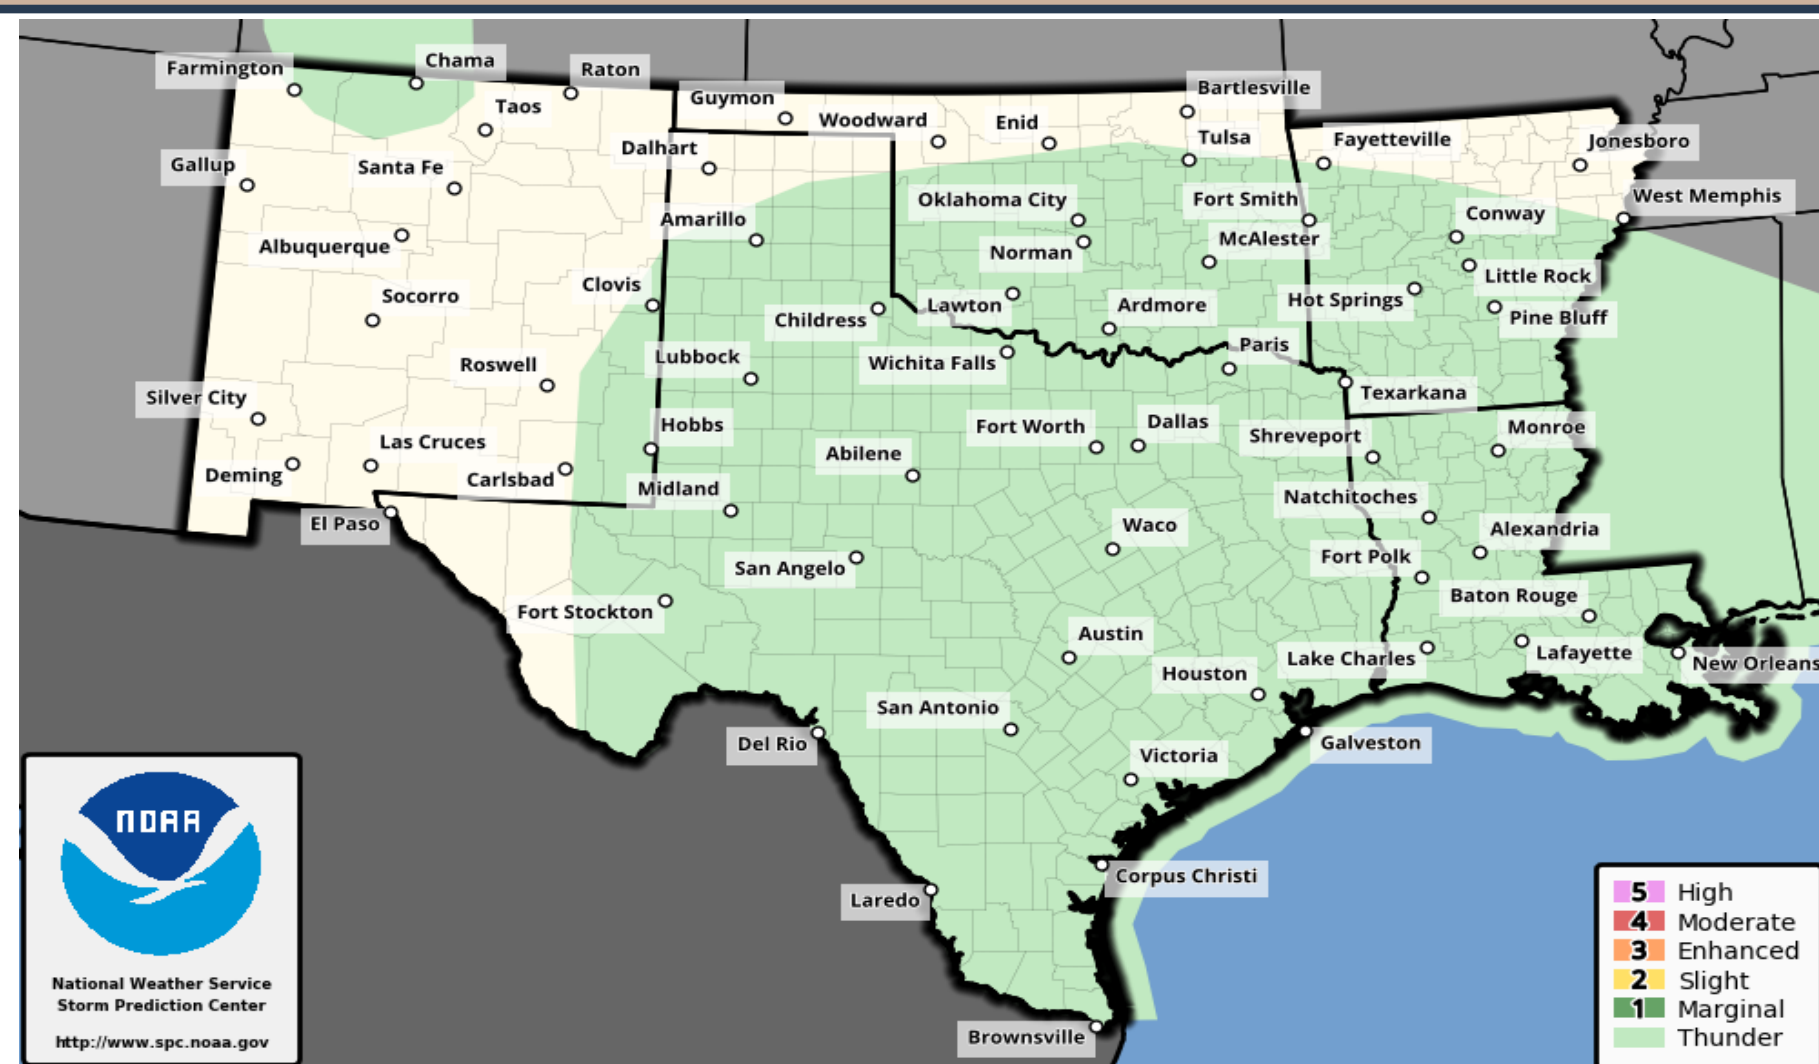 Farmington
Chama
Raton
Guymon
Bartlesville
Taos
Woodward
Enid
Tulsa
Fayetteville
Jonesboro
Gallup
Santa Fe
Dalhart
Oklahoma City
Fort Smith
West Memphis
Amarillo
Conway
Albuquerque
Norman
McAlester
Socorro
Clovis
Childress
Lawton
Ardmore
Hot Springs
Little Rock
Pine Bluff
Roswell
Lubbock
Wichita Falls
Paris
Silver City
Texarkana
Las Cruces
Hobbs
Abilene
Fort Worth
Dallas
Shreveport
Monroe
Deming
Carlsbad
Midland
Natchitoches
El Paso
Waco
Alexandria
San Angelo
Fort Polk
Fort Stockton
Baton Rouge
Austin
Lake Charles
Lafayette
New Orleans
Houston
San Antonio
Del Rio
Galveston
Victoria
Corpus Christi
Laredo
Brownsville
NOAA
National Weather Service
Storm Prediction Center
http://www.spc.noaa.gov
5 High
4 Moderate
3 Enhanced
2 Slight
1 Marginal
Thunder